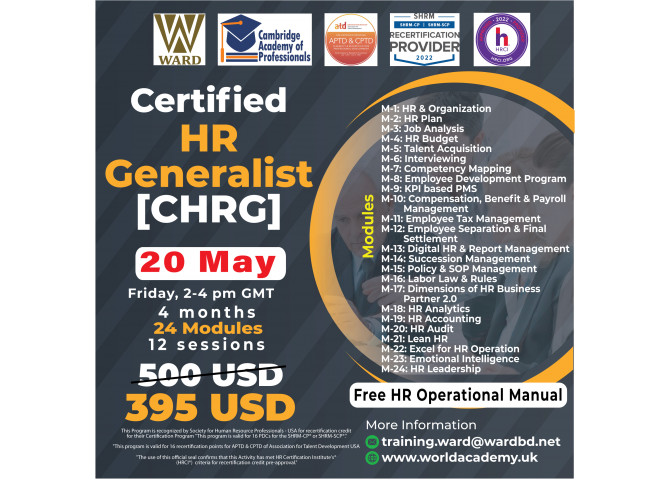 WARD
Cambridge
Academy of
Professionals
atd
APTD & CPTD
SHRM
SHRM-CP | SHRM-SCP
RECERTIFICATION
PROVIDER
2022
2022
h
HRCI
HRCI.ORG
Certified
HR
Generalist
[CHRG]
20 May
Friday, 2-4 pm GMT
4 months
24 Modules
12 sessions
500 USD
395 USD
This Program is recognized by Society for Human Resource Professionals - USA for recertification credit
for their Certification Program "This program is valid for 16 PDCs for the SHRM-CP® or SHRM-SCP®."
"This program is valid for 16 recertification points for APTD & CPTD of Association for Talent Development USA
"The use of this official seal confirms that this Activity has met HR Certification Institute's®
(HRCI®) criteria for recertification credit pre-approval."
Modules
M-1: HR & Organization
M-2: HR Plan
M-3: Job Analysis
M-4: HR Budget
M-5: Talent Acquisition
M-6: Interviewing
M-7: Competency Mapping
M-8: Employee Development Program
M-9: KPI based PMS
M-10: Compensation, Benefit & Payroll
Management
M-11: Employee Tax Management
M-12: Employee Separation & Final
Settlement
M-13: Digital HR & Report Management
M-14: Succession Management
M-15: Policy & SOP Management
M-16: Labor Law & Rules
M-17: Dimensions of HR Business
Partner 2.0
M-18: HR Analytics
M-19: HR Accounting
M-20: HR Audit
M-21: Lean HR
M-22: Excel for HR Operation
M-23: Emotional Intelligence
M-24: HR Leadership
Free HR Operational Manual
More Information
training.ward@wardbd.net
www.worldacademy.uk